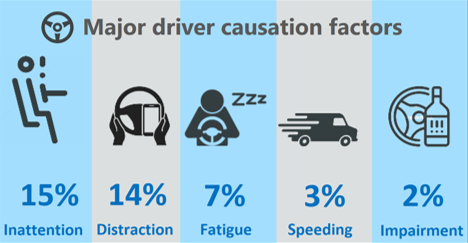 Major driver causation factors
zzz
15% 14% 7% 3% 2%
Inattention Distraction Fatigue Speeding Impairment